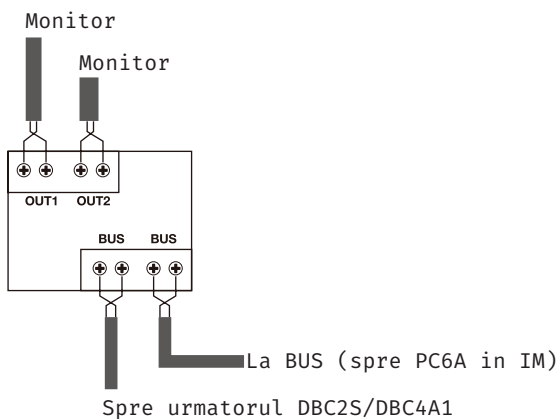 Monitor
Monitor
OUT1 OUT2
BUS BUS
La BUS (spre PC6A in IM)
Spre urmatorul DBC2S/DBC4A1